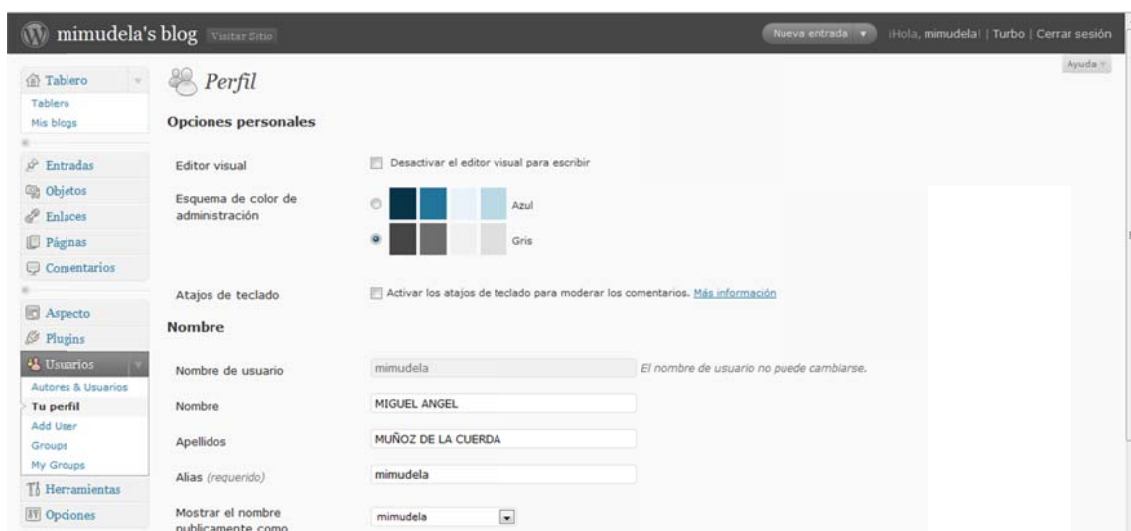 mimudela's blog Visitar Sitio
Nueva entrada ¡Hola, mimudela! | Turbo | Cerrar sesión
Ayuda
Tablero
Tablero
Mis blogs
Entradas
Objetos
Enlaces
Páginas
Comentarios
Aspecto
Plugins
Usuarios
Autores & Usuarios
Tu perfil
Add User
Groups
My Groups
Herramientas
Opciones
Perfil
Opciones personales
Editor visual Desactivar el editor visual para escribir
Esquema de color de
administración
Azul
Gris
Atajos de teclado Activar los atajos de teclado para moderar los comentarios. Más información
Nombre
Nombre de usuario mimudela El nombre de usuario no puede cambiarse.
Nombre MIGUEL ANGEL
Apellidos MUÑOZ DE LA CUERDA
Alias (requerido) mimudela
Mostrar el nombre
publicamente como
mimudela